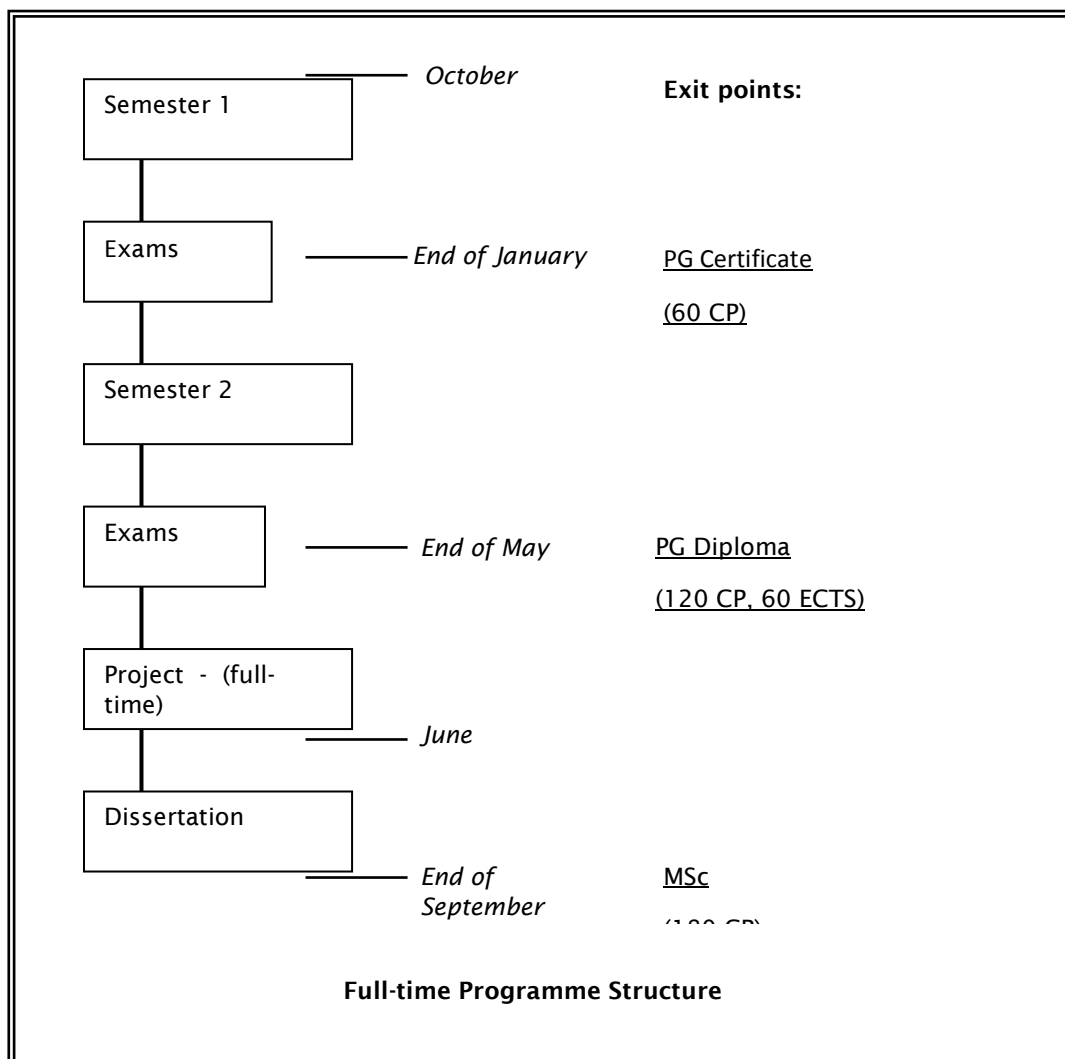 October
Exit points:
Semester 1
Exams
End of January
PG Certificate
(60 CP)
Semester 2
Exams
End of May
PG Diploma
(120 CP, 60 ECTS)
Project - (full-
time)
June
Dissertation
End of
September
MSc
Full-time Programme Structure